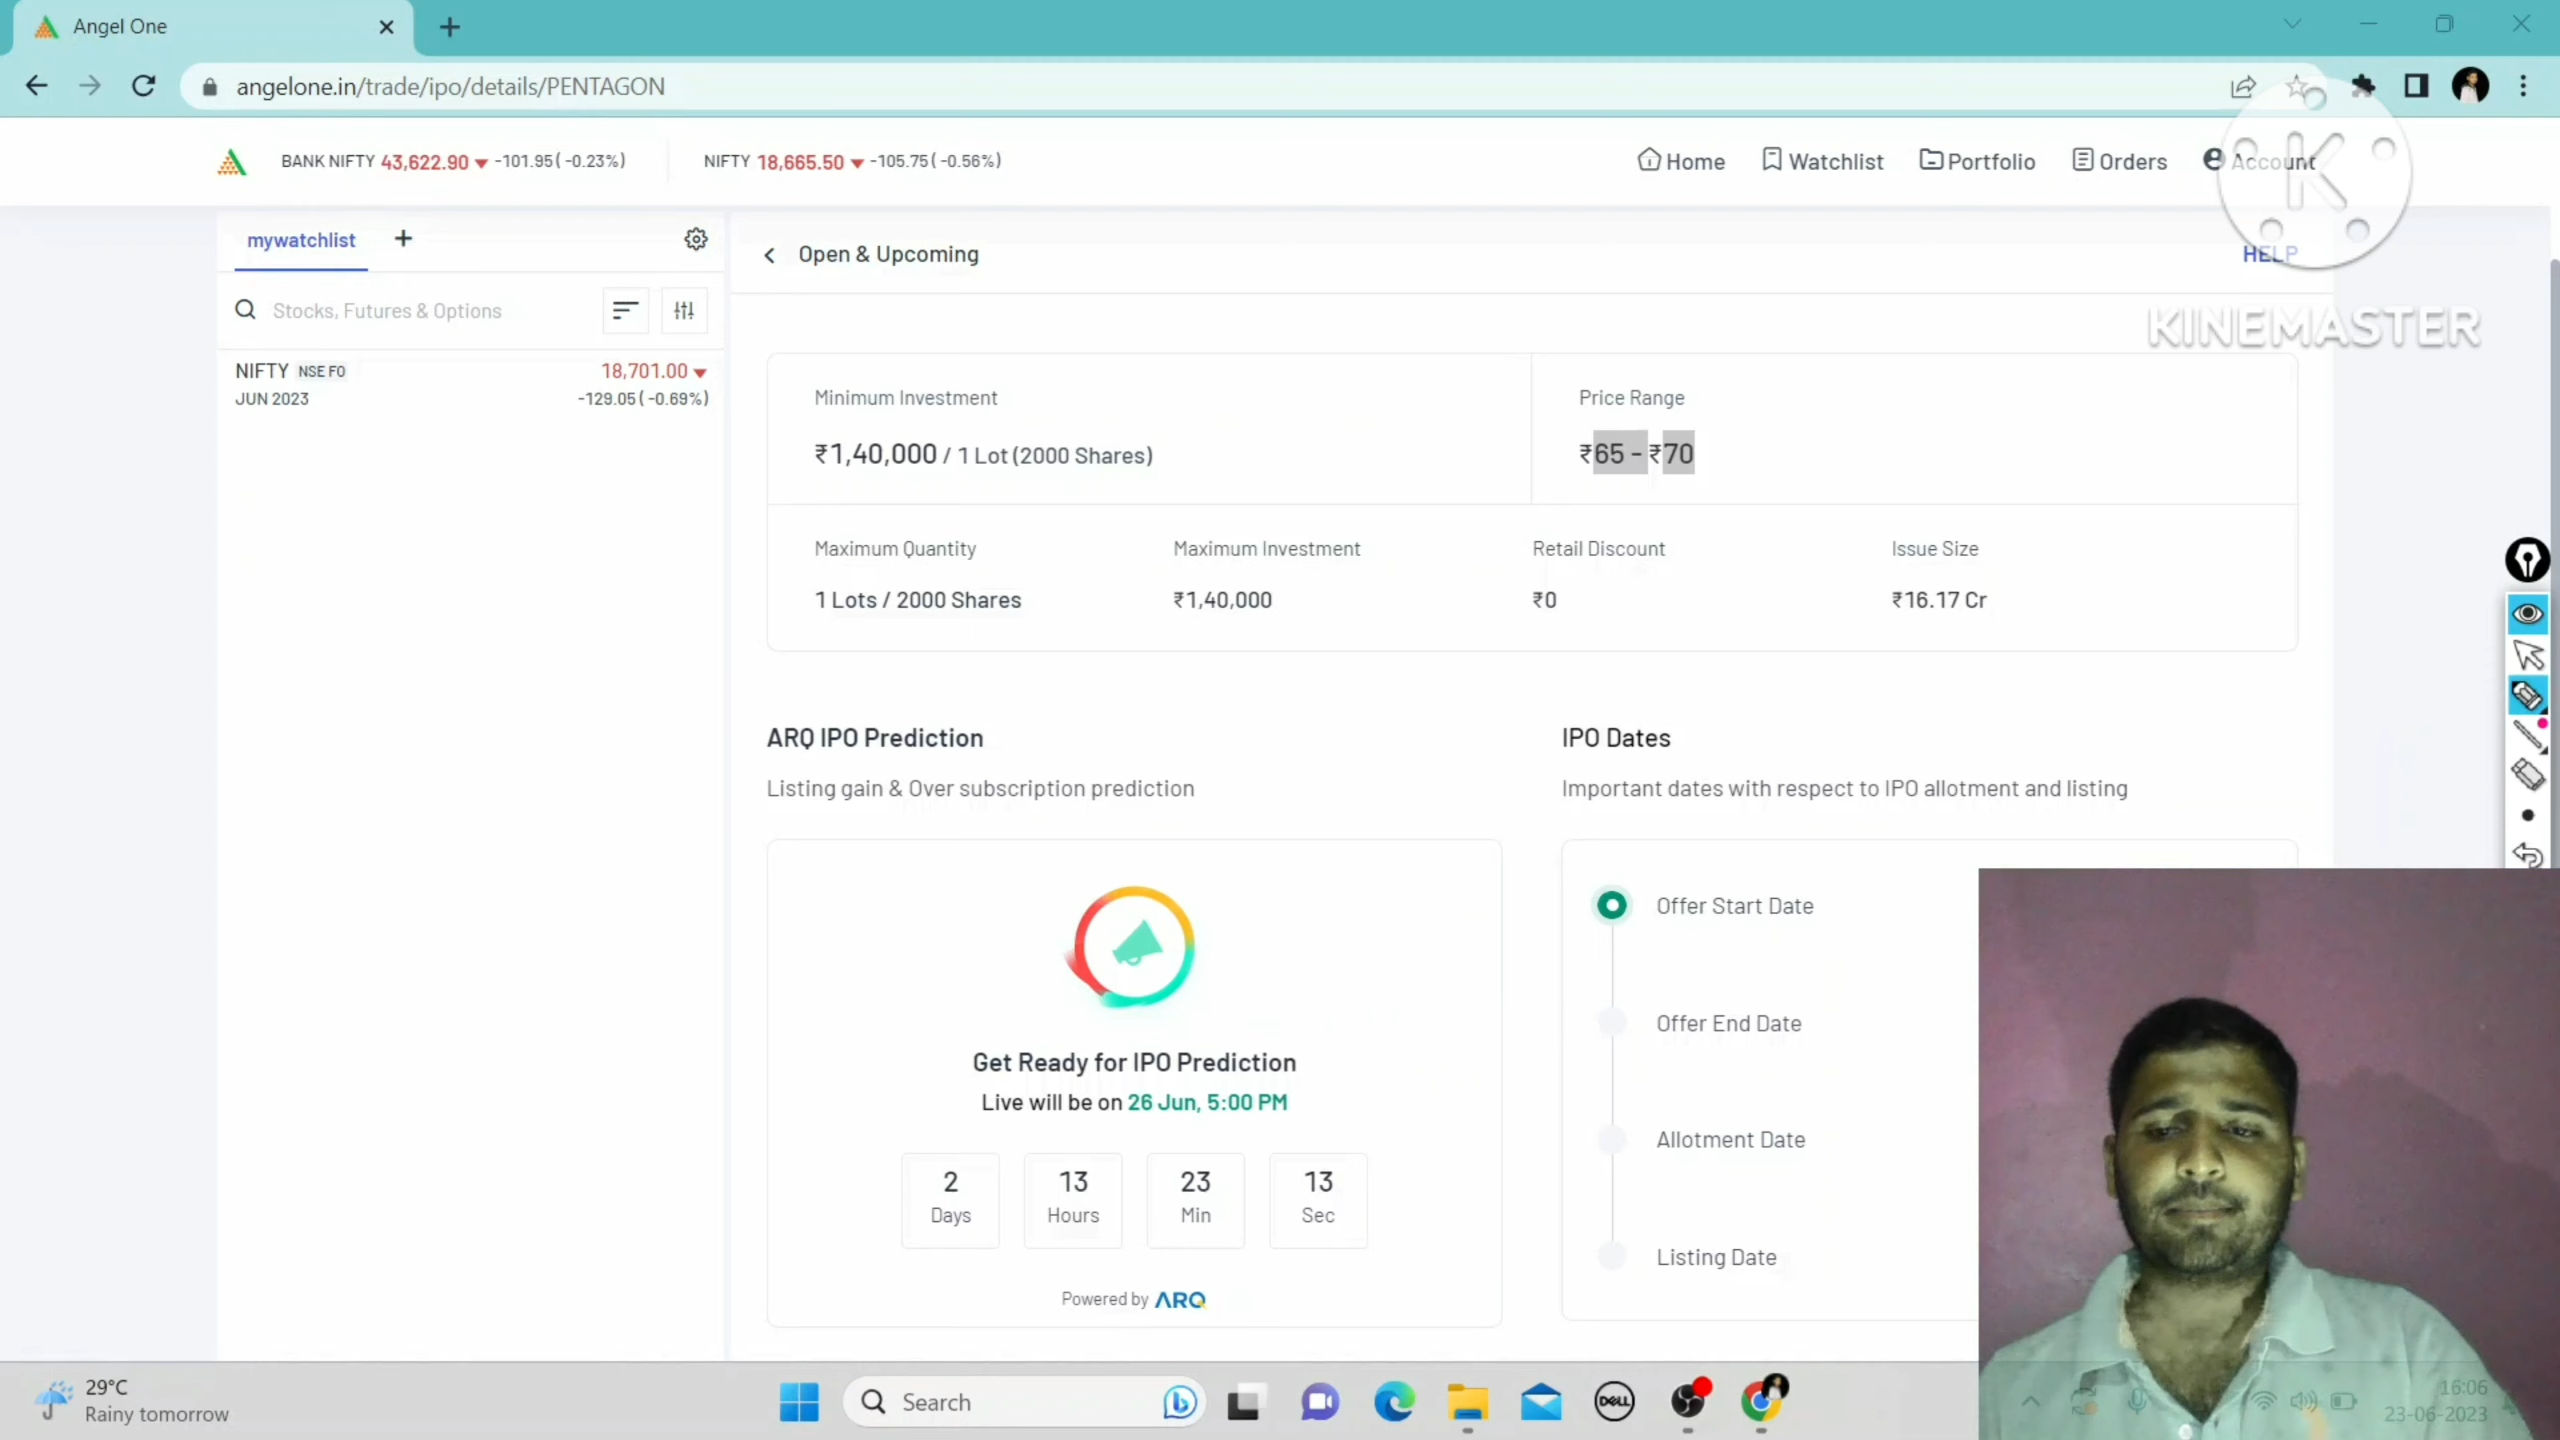 Angel One
angelone.in/trade/ipo/details/PENTAGON
BANK NIFTY 43,622.90 -101.95 ( -0.23%)
NIFTY 18,665.50 -105.75 ( -0.56%)
Home
Watchlist
Portfolio
Orders
Account
K
KINEMASTER
mywatchlist
Open & Upcoming
HELP
Stocks, Futures & Options
NIFTY NSE FO 18,701.00
JUN 2023 -129.05 ( -0.69%)
Minimum Investment
₹1,40,000 / 1 Lot (2000 Shares)
Price Range
₹65 - ₹70
Maximum Quantity
1 Lots / 2000 Shares
Maximum Investment
₹1,40,000
Retail Discount
₹0
Issue Size
₹16.17 Cr
ARQ IPO Prediction
Listing gain & Over subscription prediction
Get Ready for IPO Prediction
Live will be on 26 Jun, 5:00 PM
2 Days
13 Hours
23 Min
13 Sec
Powered by ARQ
IPO Dates
Important dates with respect to IPO allotment and listing
Offer Start Date
Offer End Date
Allotment Date
Listing Date
29°C
Rainy tomorrow
Search
b
DELL
16:06
23-06-2023